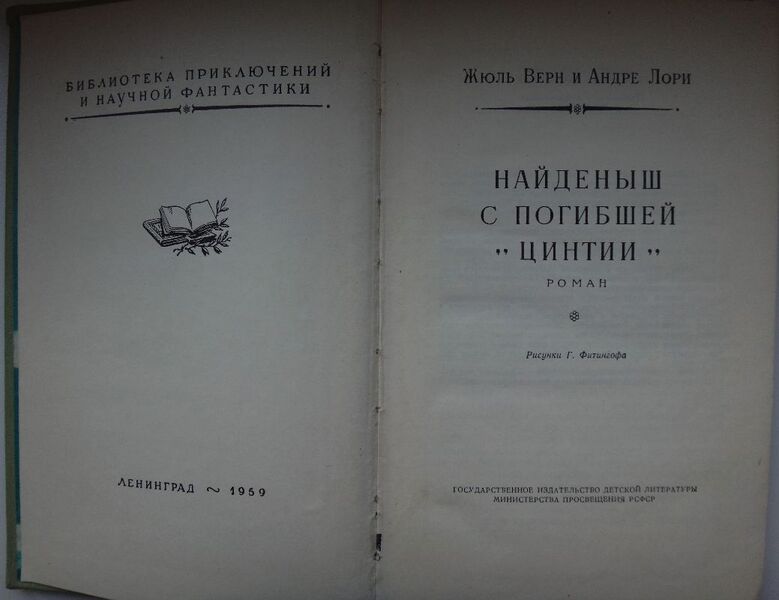 БИБЛИОТЕКА ПРИКЛЮЧЕНИЙ
И НАУЧНОЙ ФАНТАСТИКИ
ЛЕНИНГРАД ~ 1959
ЖЮЛЬ ВЕРН И АНДРЕ ЛОРИ
НАЙДЕНЫШ
С ПОГИБШЕЙ
„ ЦИНТИИ ”
РОМАН
Рисунки Г. Фитингофа
ГОСУДАРСТВЕННОЕ ИЗДАТЕЛЬСТВО ДЕТСКОЙ ЛИТЕРАТУРЫ
МИНИСТЕРСТВА ПРОСВЕЩЕНИЯ РСФСР